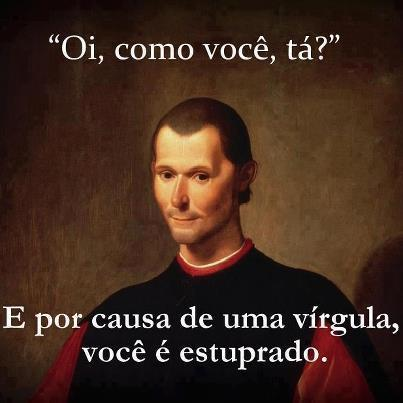 “Oi, como você, tá?”
E por causa de uma vírgula,
você é estuprado.